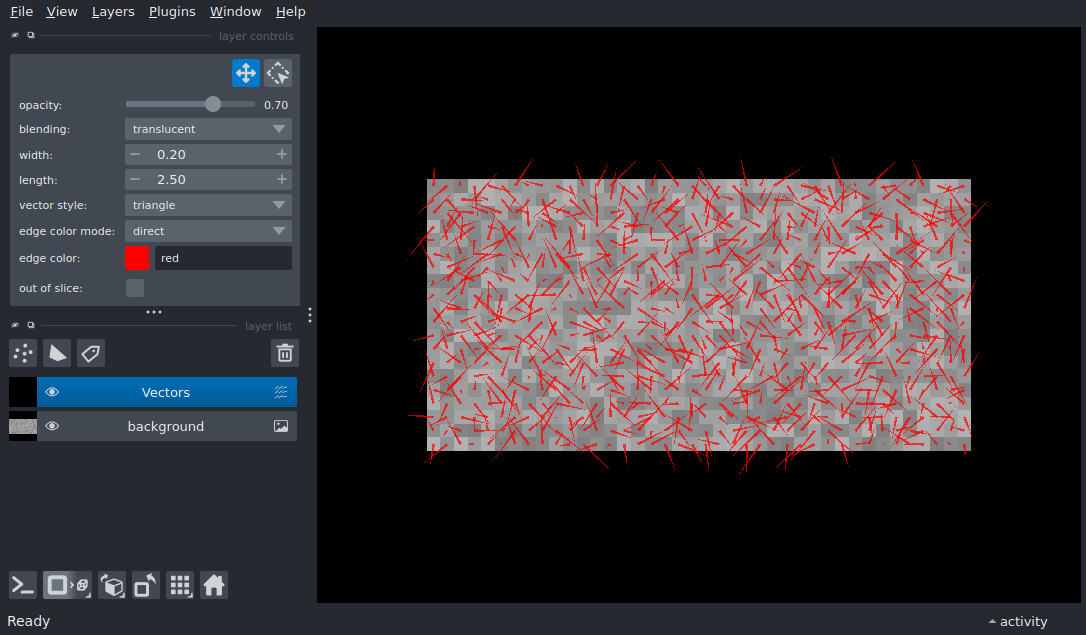 File View Layers Plugins Window Help
layer controls
opacity: 0.70
blending: translucent
width: − 0.20 +
length: − 2.50 +
vector style: triangle
edge color mode: direct
edge color: red
out of slice:
layer list
Vectors
background
Ready
activity